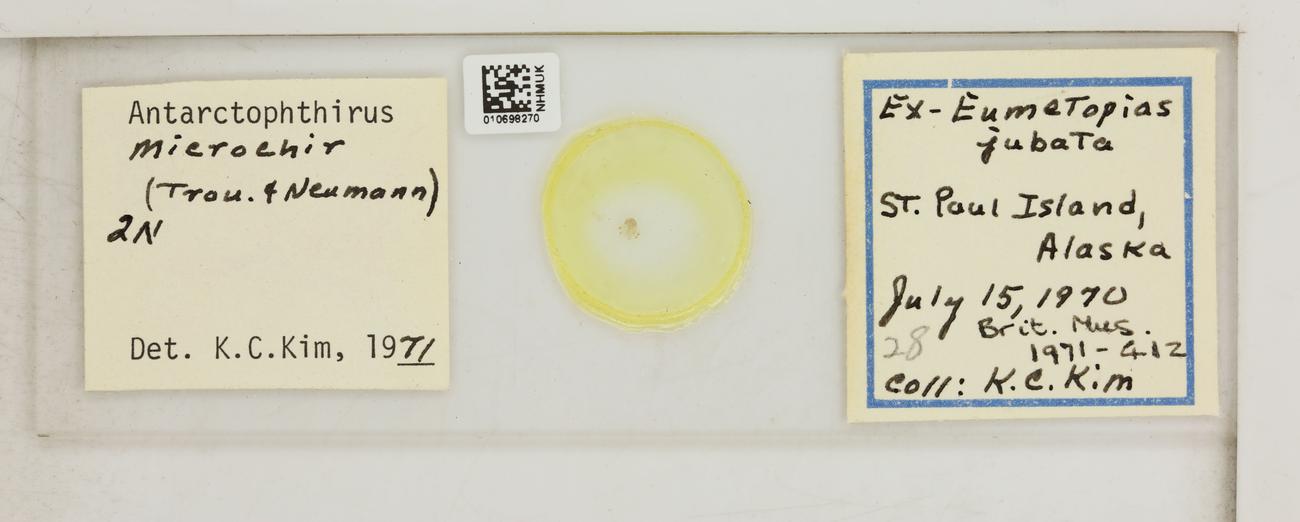 Antarctophthirus
microchir
(Trou. & Neumann)
2N
Det. K.C.Kim, 1971
NHMUK
010698270
Ex-Eumetopias
jubata
St. Paul Island,
Alaska
July 15, 1970
Brit. Mus.
28
1971-412
coll: K.C. Kim